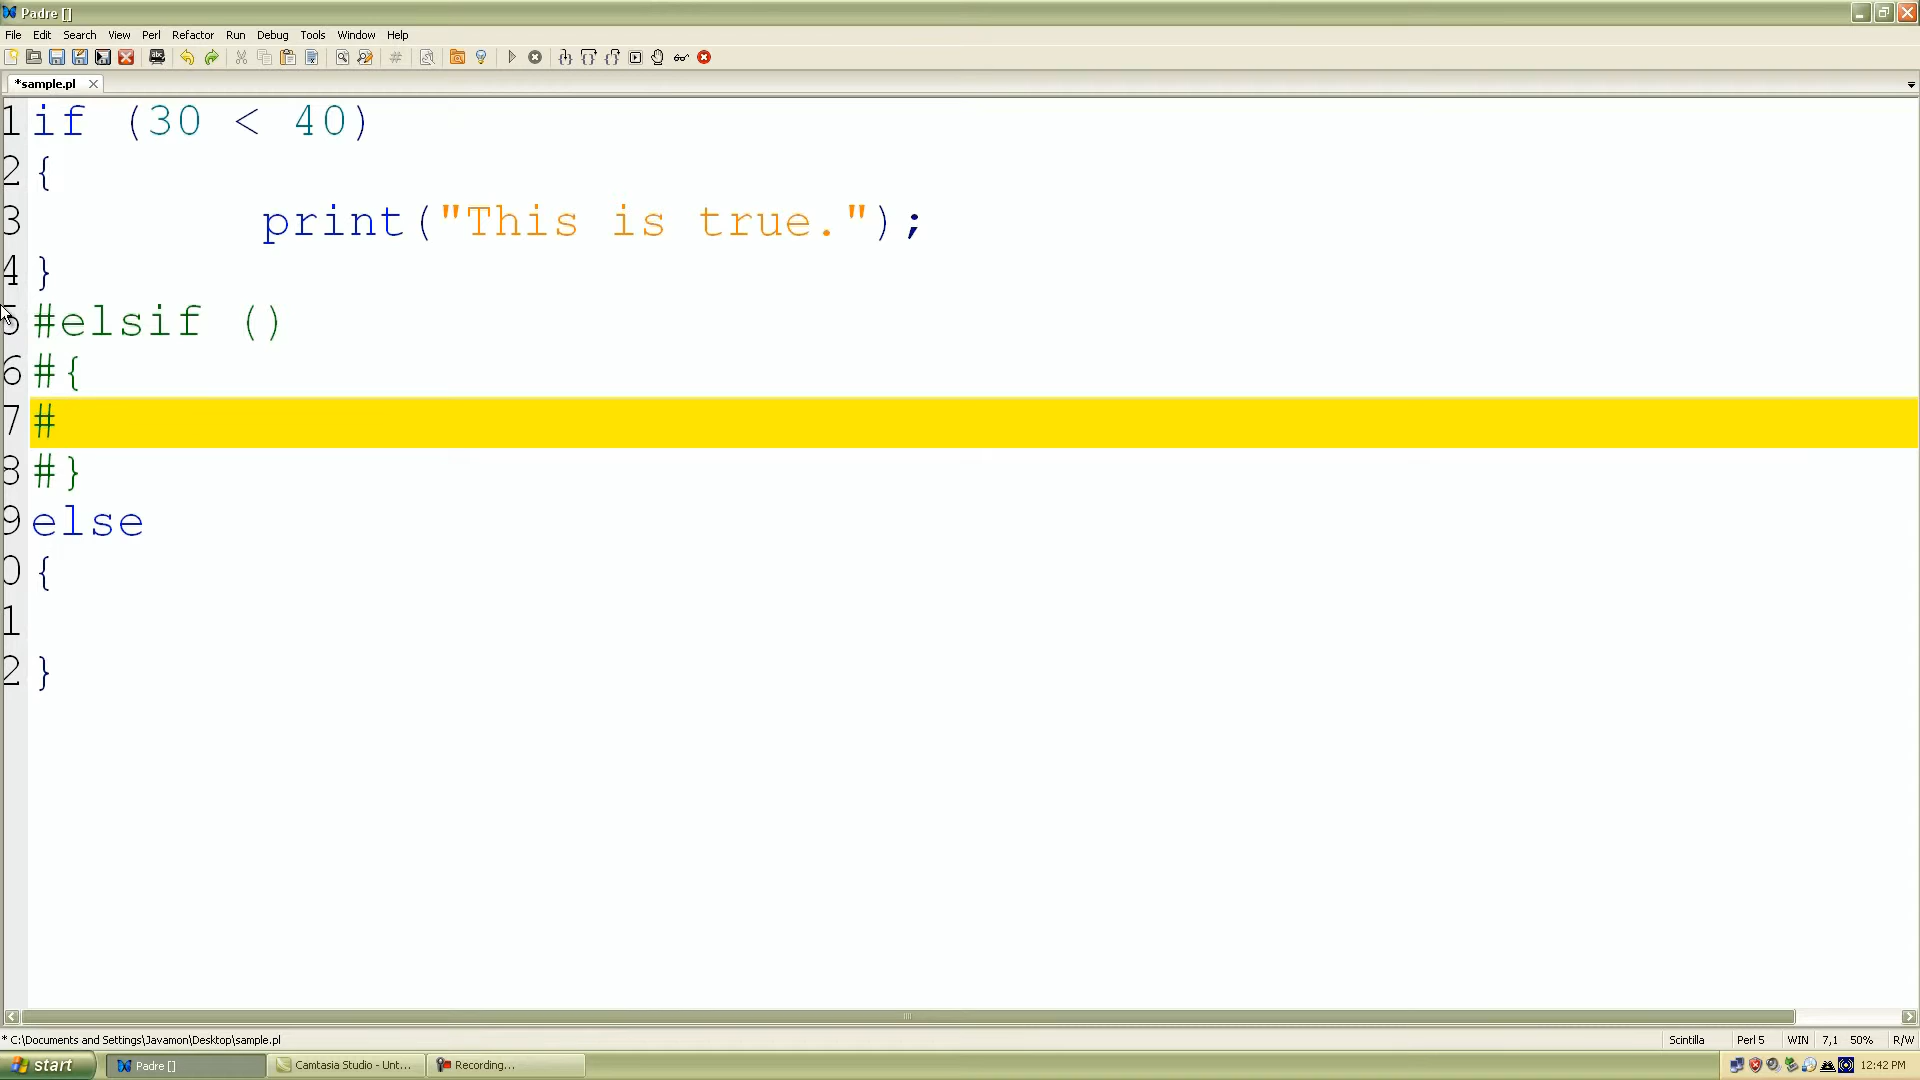 Padre []
File Edit Search View Perl Refactor Run Debug Tools Window Help
*sample.pl
1 if (30 < 40)
2 {
3 print("This is true.");
4 }
5 #elsif ()
6 #{
7 #
8 #}
9 else
0 {
1
2 }
* C:\Documents and Settings\Javamon\Desktop\sample.pl Scintilla Perl 5 WIN 7,1 50% R/W
start Padre [] Camtasia Studio - Unt... Recording... 12:42 PM